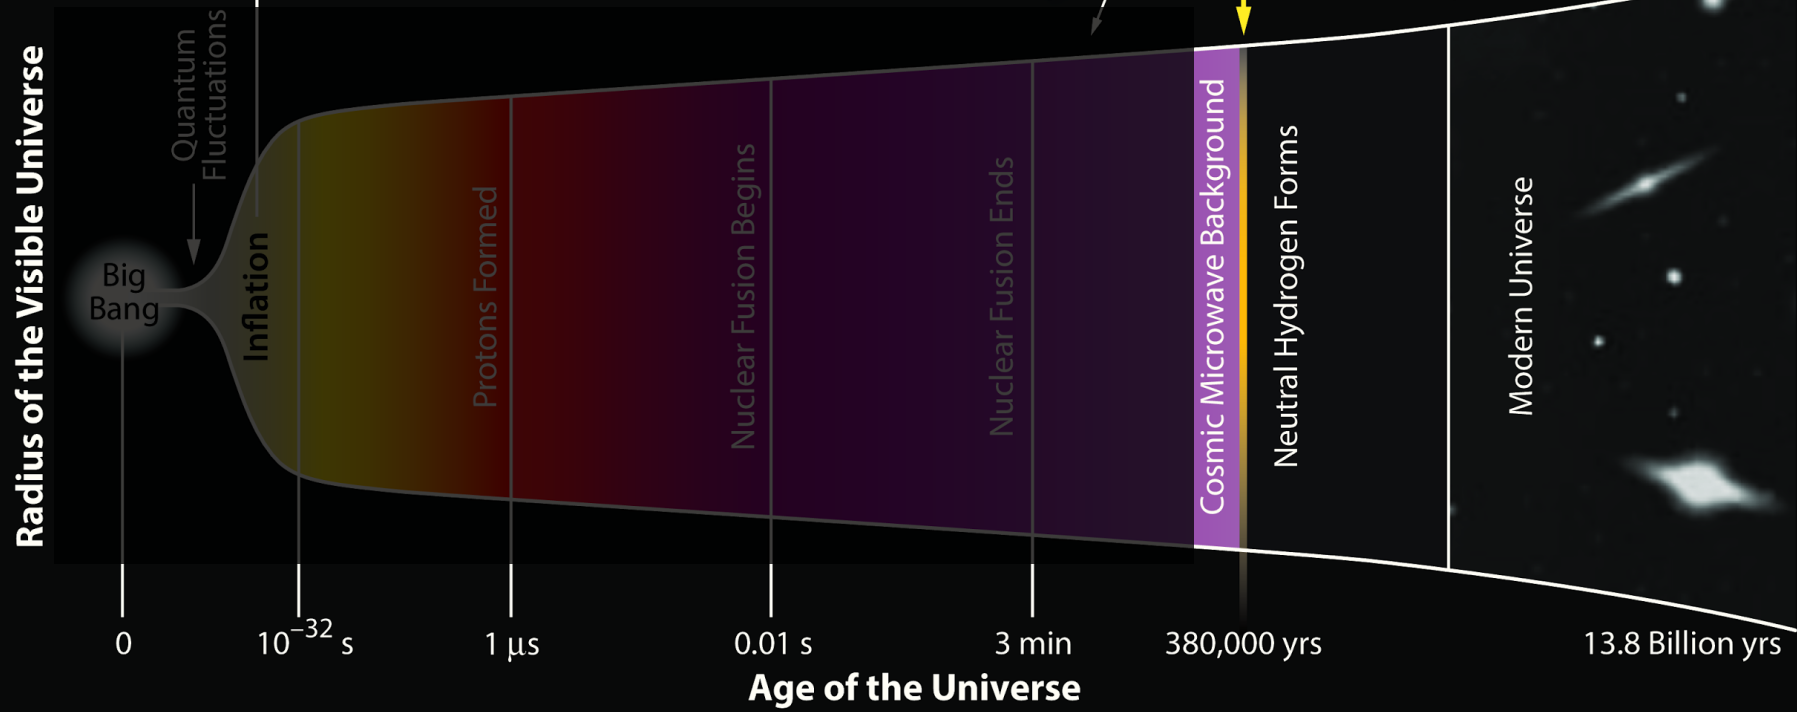 Radius of the Visible Universe
Quantum
Fluctuations
Big
Bang
Inflation
Protons Formed
Nuclear Fusion Begins
Nuclear Fusion Ends
Cosmic Microwave Background
Neutral Hydrogen Forms
Modern Universe
0
10⁻³² s
1 µs
0.01 s
3 min
380,000 yrs
13.8 Billion yrs
Age of the Universe